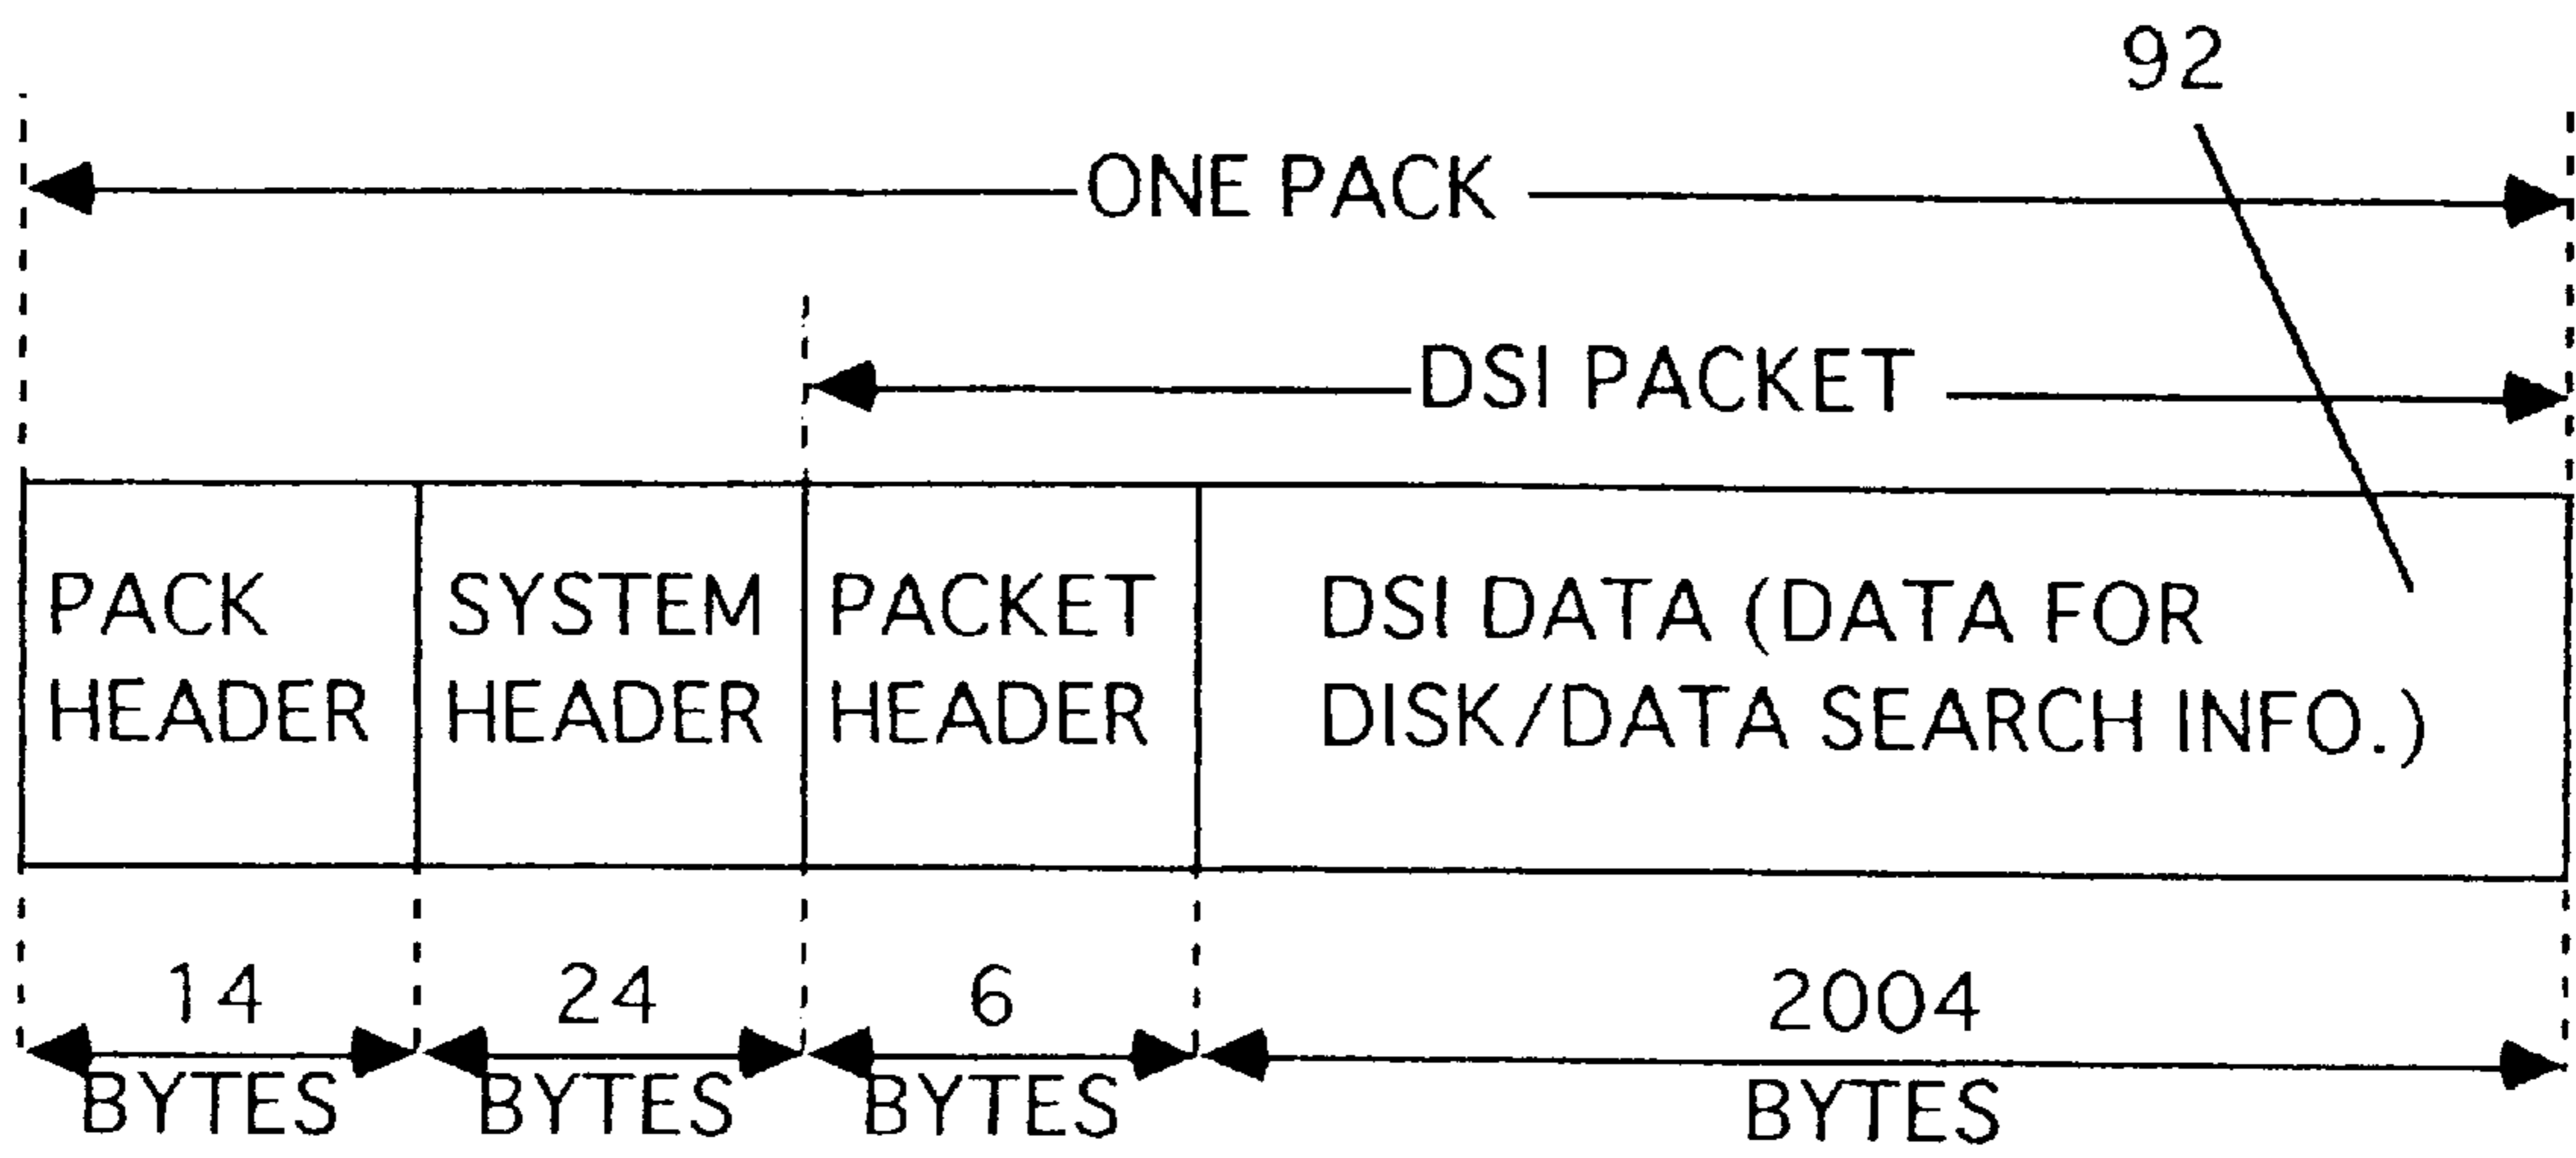 92
ONE PACK
DSI PACKET
PACK
HEADER
SYSTEM
HEADER
PACKET
HEADER
DSI DATA (DATA FOR
DISK/DATA SEARCH INFO.)
14
BYTES
24
BYTES
6
BYTES
2004
BYTES